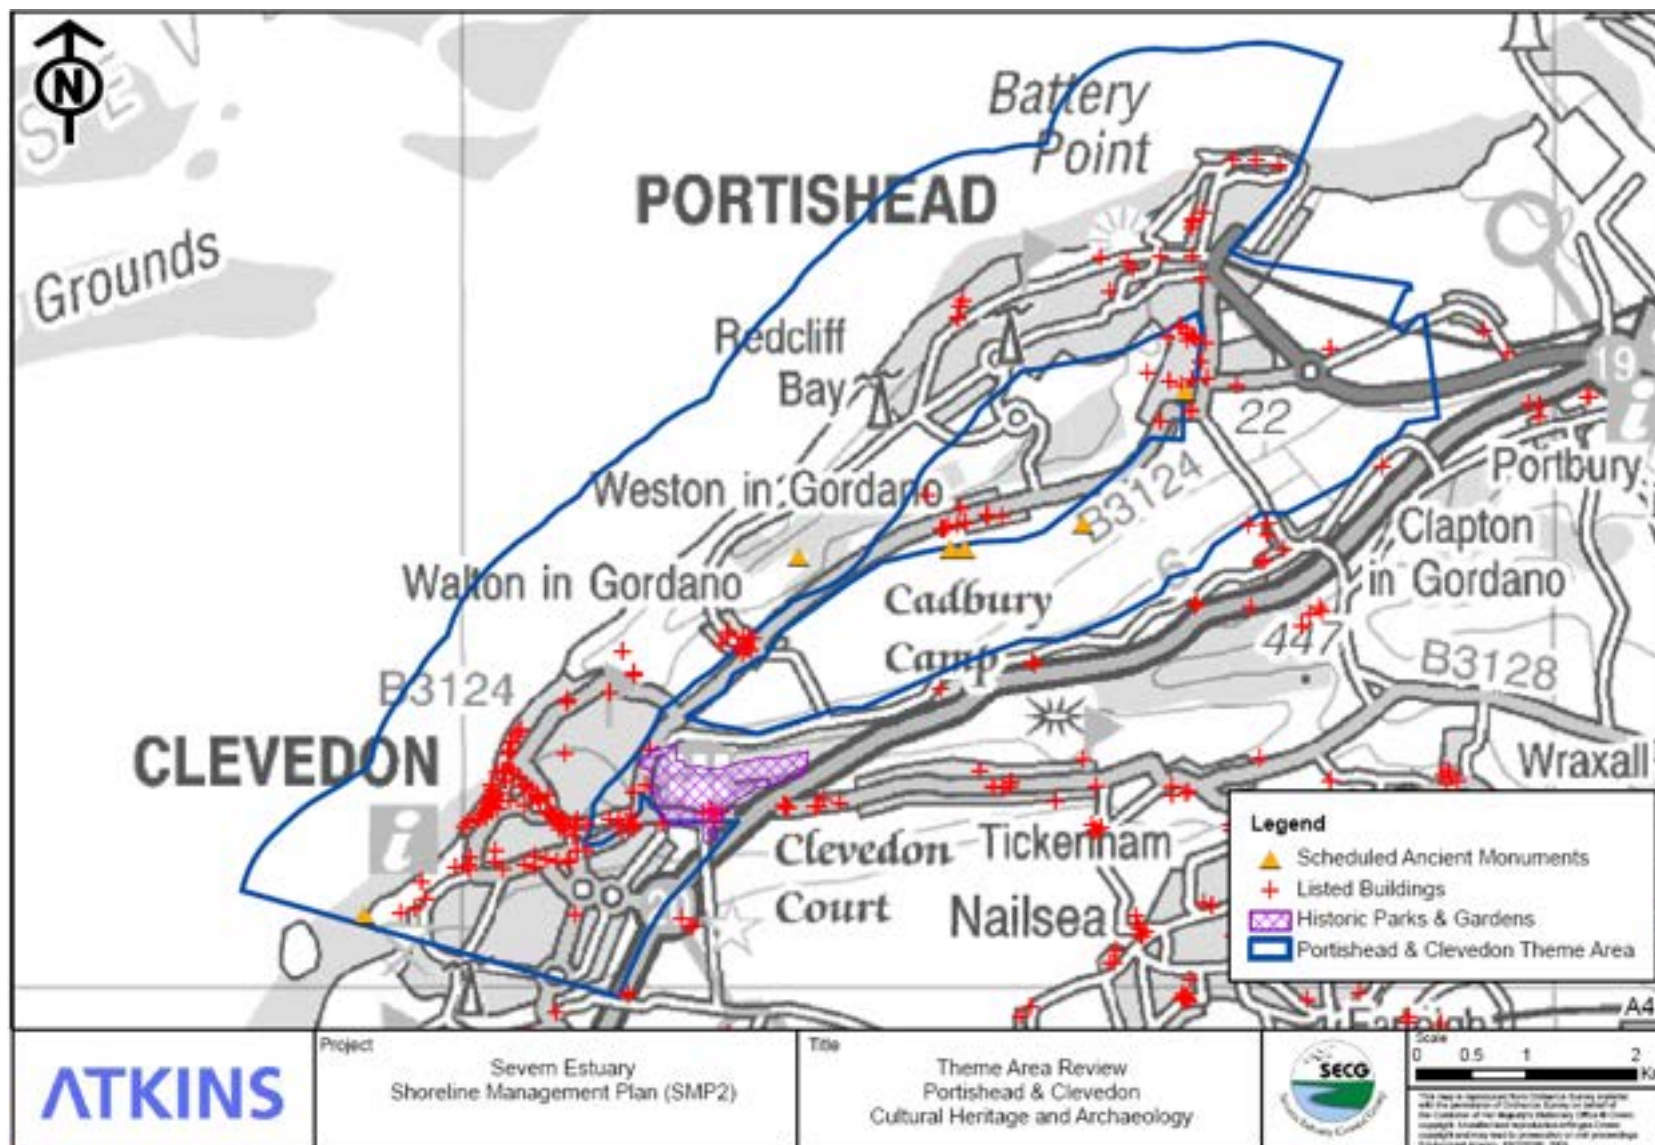 N
S E V
Battery
Point
PORTISHEAD
Grounds
Redcliff
Bay
19
i
22
Weston in Gordano
B3124
Portbury
Clapton
in Gordano
Walton in Gordano
6
Cadbury
Camp
447
B3128
B3124
CLEVEDON
Wraxall
i
Clevedon
Court
Tickenham
Nailsea
Legend
Scheduled Ancient Monuments
Listed Buildings
Historic Parks & Gardens
Portishead & Clevedon Theme Area
A4
ATKINS
Project
Severn Estuary
Shoreline Management Plan (SMP2)
Title
Theme Area Review
Portishead & Clevedon
Cultural Heritage and Archaeology
SECG
Scale
0 0.5 1 2